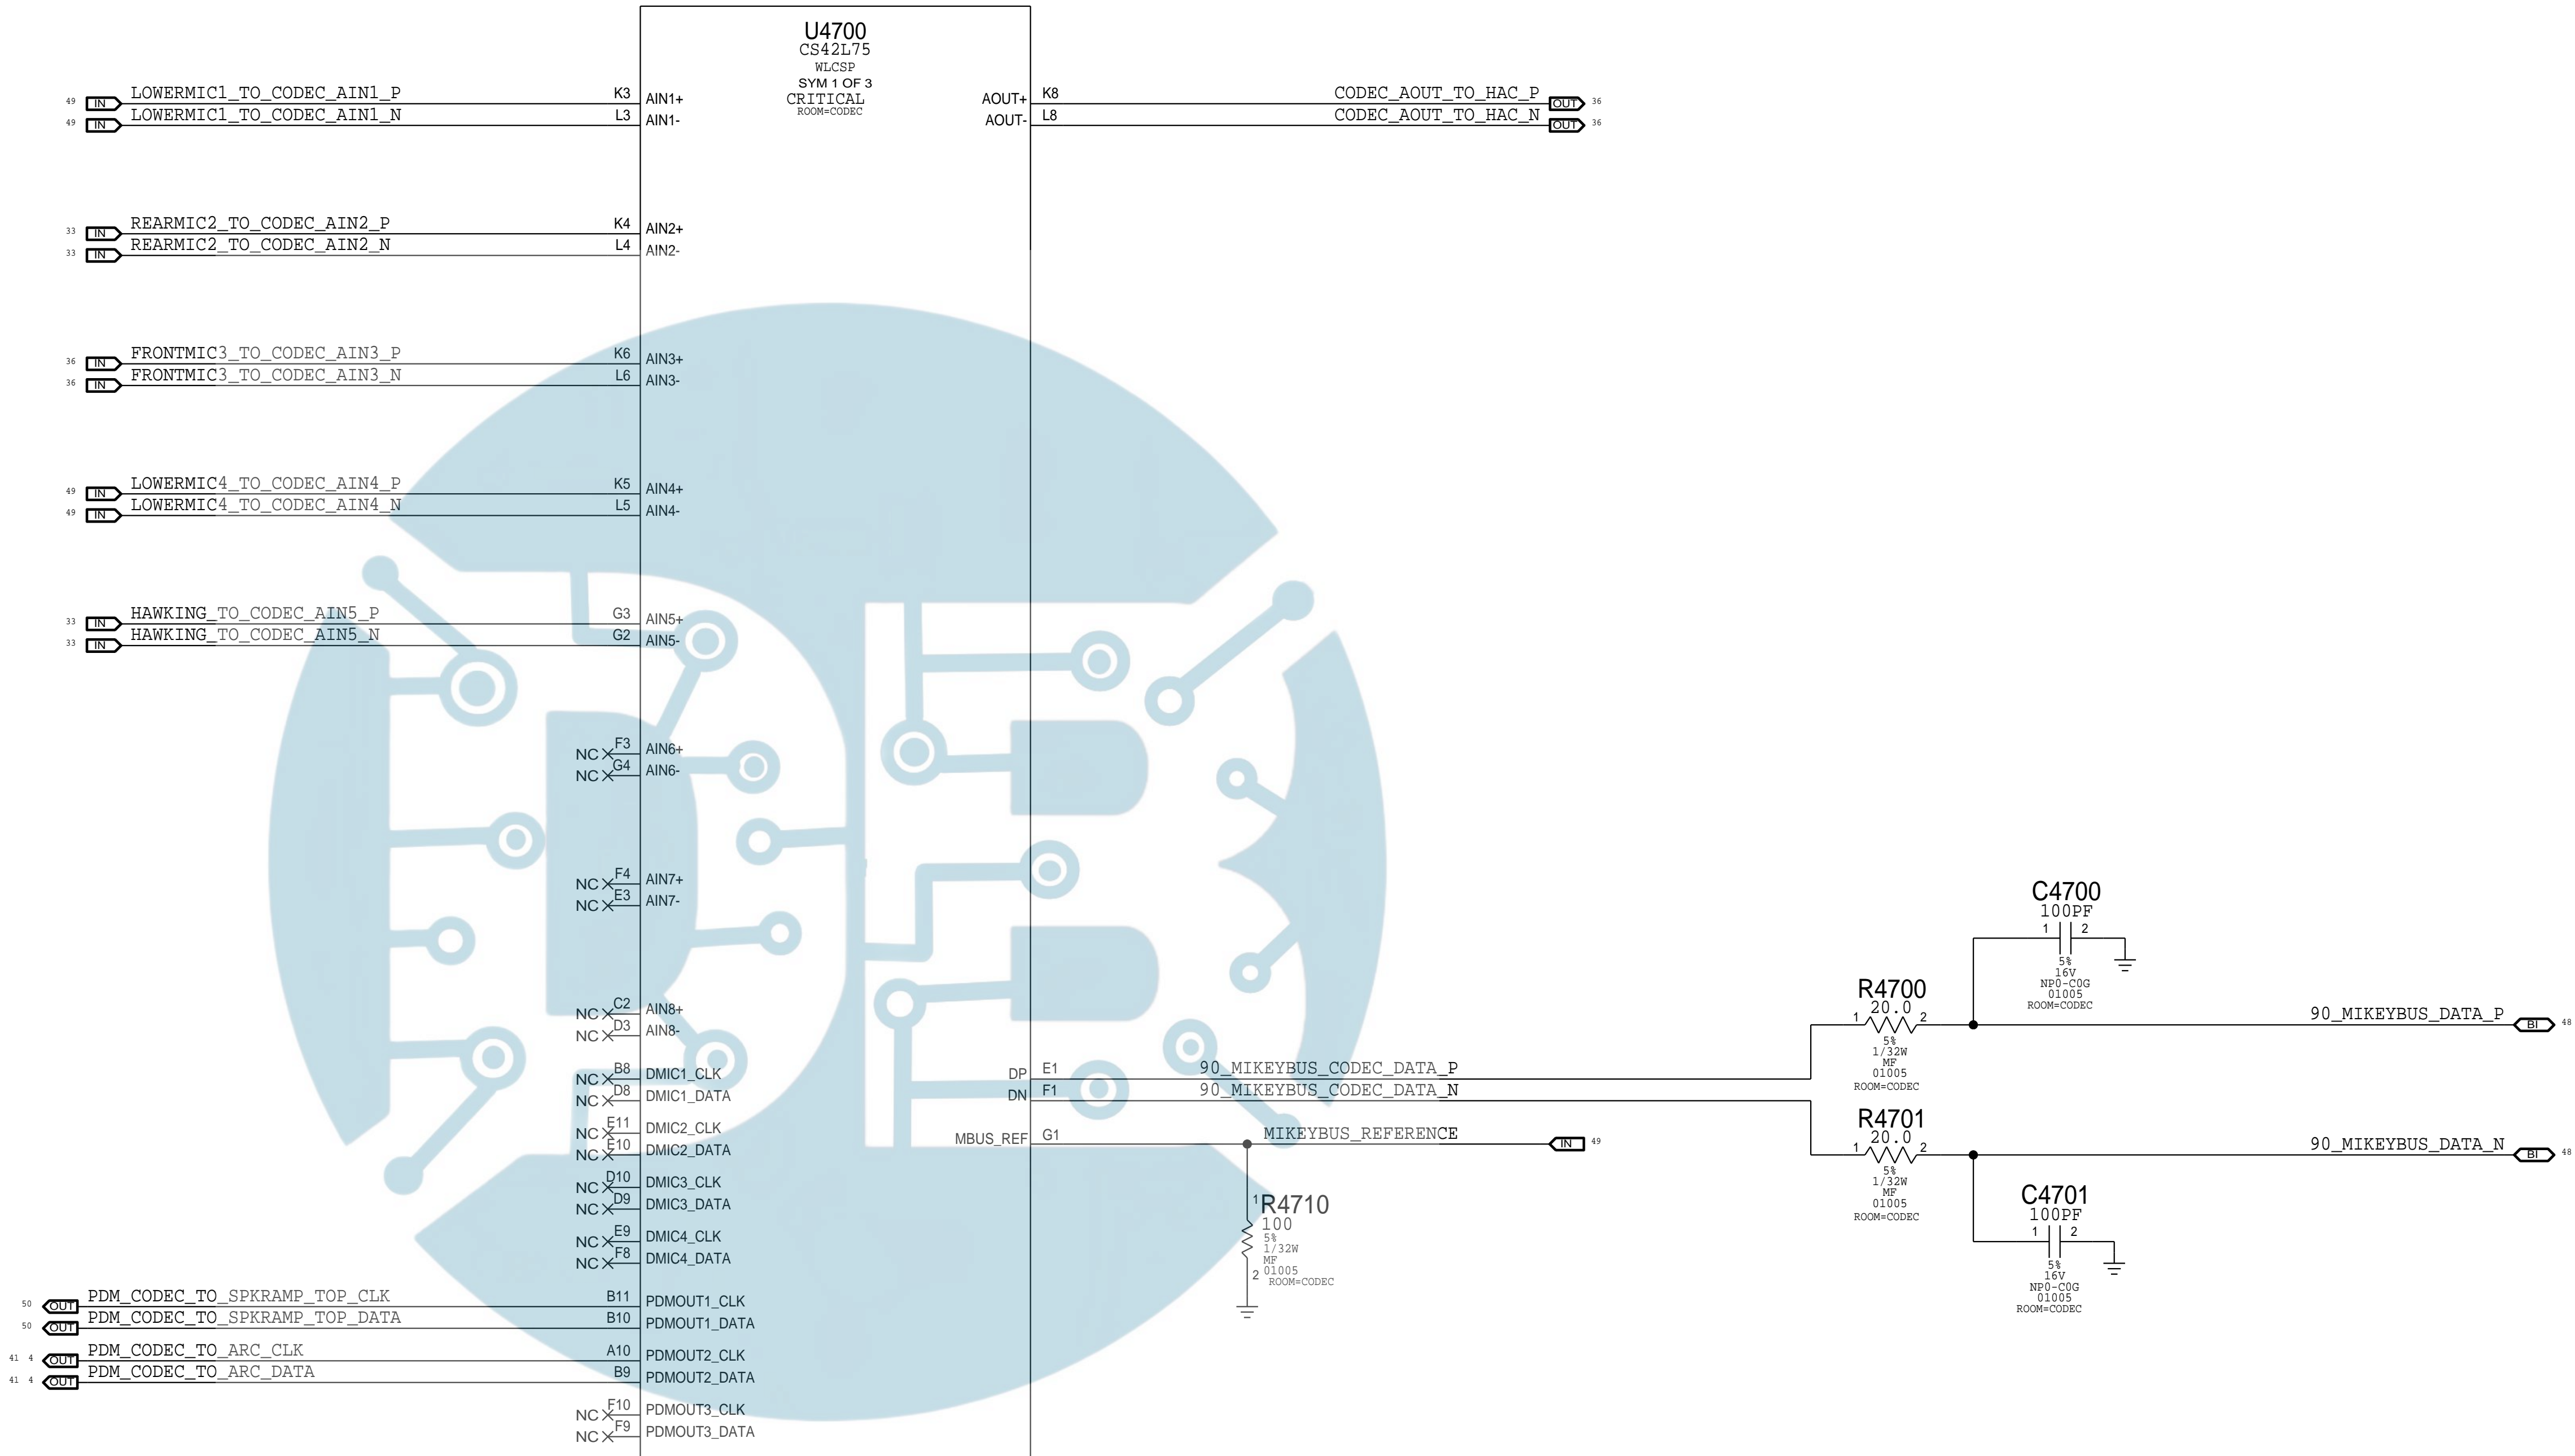 U4700
CS42L75
WLCSP
SYM 1 OF 3
CRITICAL
ROOM=CODEC
49 IN LOWERMIC1_TO_CODEC_AIN1_P K3 AIN1+
49 IN LOWERMIC1_TO_CODEC_AIN1_N L3 AIN1-
AOUT+ K8 CODEC_AOUT_TO_HAC_P OUT 36
AOUT- L8 CODEC_AOUT_TO_HAC_N OUT 36
33 IN REARMIC2_TO_CODEC_AIN2_P K4 AIN2+
33 IN REARMIC2_TO_CODEC_AIN2_N L4 AIN2-
36 IN FRONTMIC3_TO_CODEC_AIN3_P K6 AIN3+
36 IN FRONTMIC3_TO_CODEC_AIN3_N L6 AIN3-
49 IN LOWERMIC4_TO_CODEC_AIN4_P K5 AIN4+
49 IN LOWERMIC4_TO_CODEC_AIN4_N L5 AIN4-
33 IN HAWKING_TO_CODEC_AIN5_P G3 AIN5+
33 IN HAWKING_TO_CODEC_AIN5_N G2 AIN5-
NC F3 AIN6+
NC G4 AIN6-
NC F4 AIN7+
NC E3 AIN7-
NC C2 AIN8+
NC D3 AIN8-
NC B8 DMIC1_CLK
NC D8 DMIC1_DATA
NC E11 DMIC2_CLK
NC E10 DMIC2_DATA
NC D10 DMIC3_CLK
NC D9 DMIC3_DATA
NC E9 DMIC4_CLK
NC F8 DMIC4_DATA
50 OUT PDM_CODEC_TO_SPKRAMP_TOP_CLK B11 PDMOUT1_CLK
50 OUT PDM_CODEC_TO_SPKRAMP_TOP_DATA B10 PDMOUT1_DATA
41 4 OUT PDM_CODEC_TO_ARC_CLK A10 PDMOUT2_CLK
41 4 OUT PDM_CODEC_TO_ARC_DATA B9 PDMOUT2_DATA
NC F10 PDMOUT3_CLK
NC F9 PDMOUT3_DATA
DP E1 90_MIKEYBUS_CODEC_DATA_P
DN F1 90_MIKEYBUS_CODEC_DATA_N
MBUS_REF G1 MIKEYBUS_REFERENCE IN 49
1 R4710
100
5%
1/32W
MF
2 01005
ROOM=CODEC
C4700
100PF
1 2
5%
16V
NP0-C0G
01005
ROOM=CODEC
R4700
20.0
1 2
5%
1/32W
MF
01005
ROOM=CODEC
90_MIKEYBUS_DATA_P BI 48
R4701
20.0
1 2
5%
1/32W
MF
01005
ROOM=CODEC
90_MIKEYBUS_DATA_N BI 48
C4701
100PF
1 2
5%
16V
NP0-C0G
01005
ROOM=CODEC